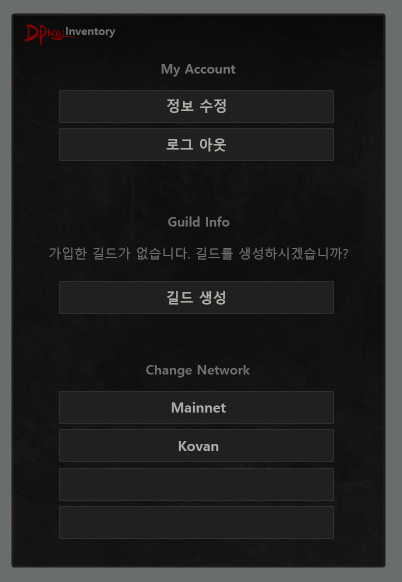 Inventory
My Account
정보 수정
로그 아웃
Guild Info
가입한 길드가 없습니다. 길드를 생성하시겠습니까?
길드 생성
Change Network
Mainnet
Kovan